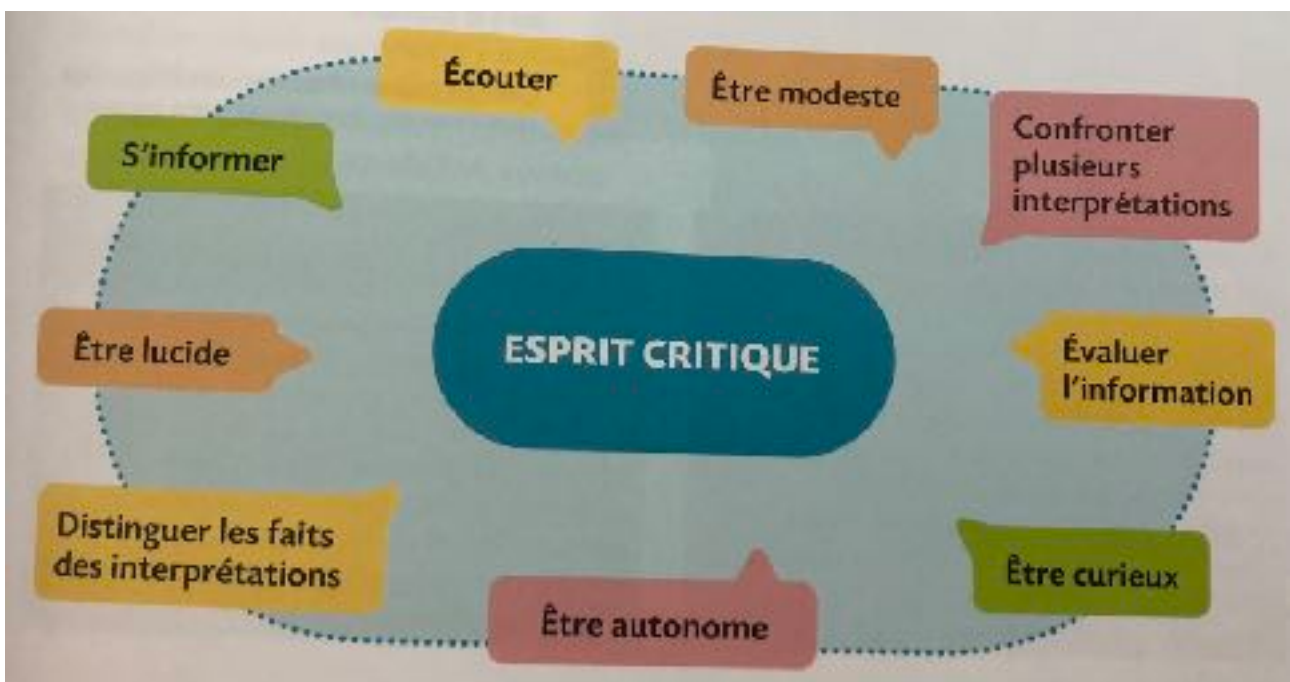 Écouter
Être modeste
S'informer
Confronter
plusieurs
interprétations
Être lucide
ESPRIT CRITIQUE
Évaluer
l'information
Distinguer les faits
des interprétations
Être curieux
Être autonome